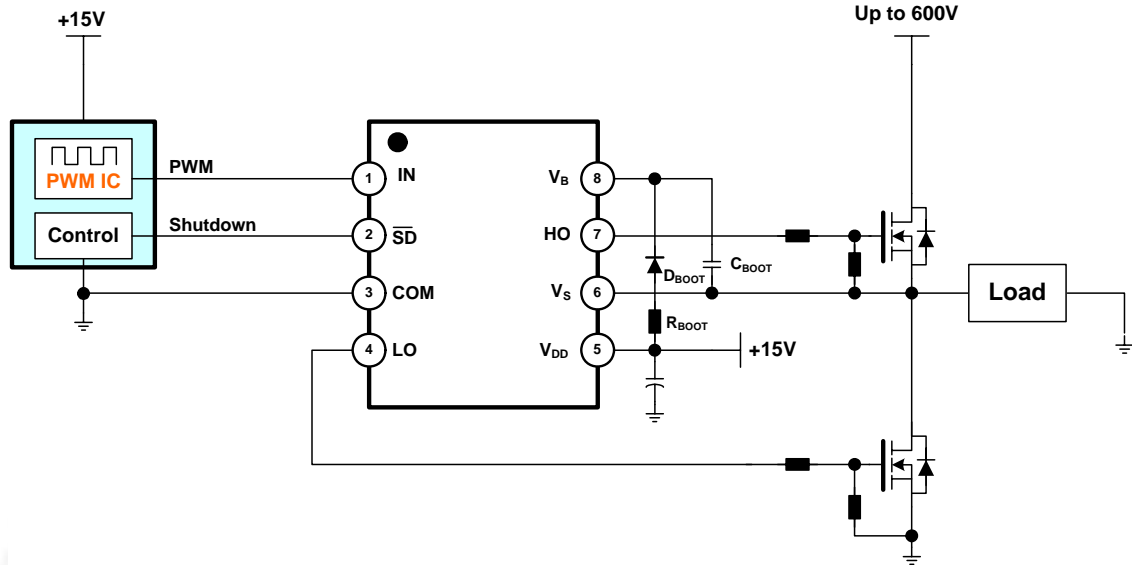 +15V
Up to 600V
PWM IC
PWM
Control
Shutdown
1
IN
2
SD
3
COM
4
LO
VB
8
HO
7
VS
6
VDD
5
DBOOT
CBOOT
RBOOT
+15V
Load